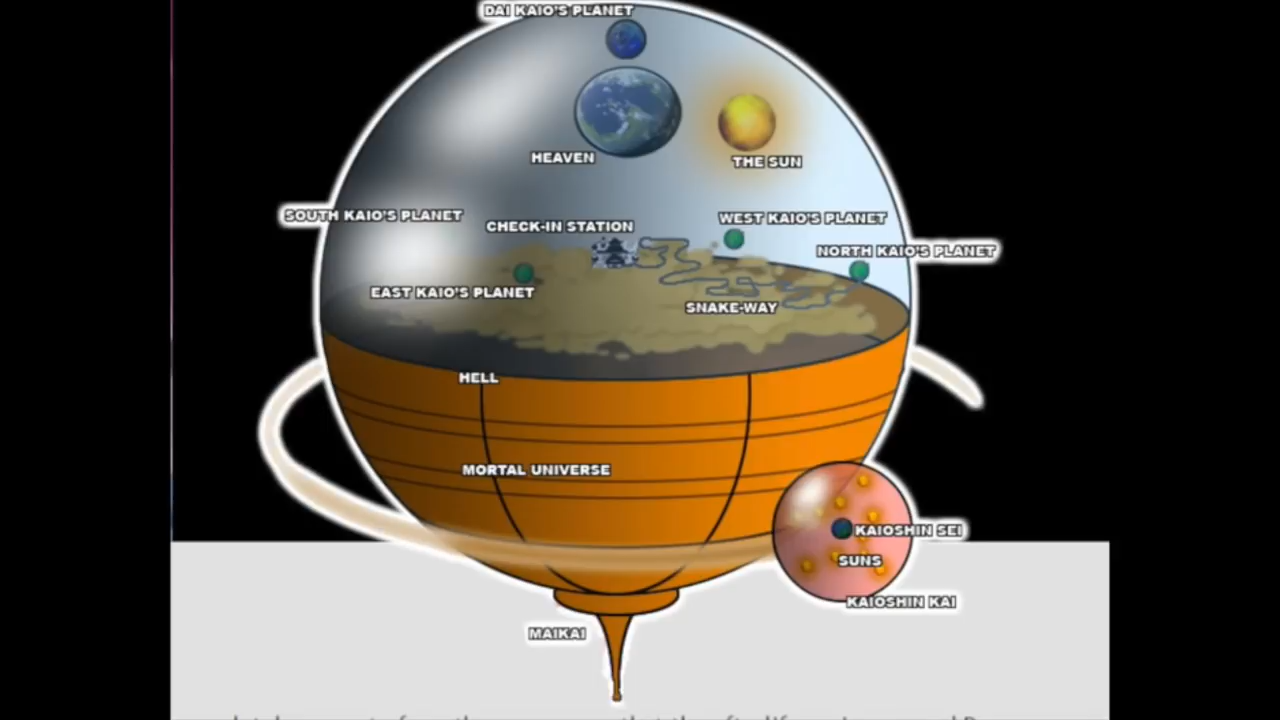 DAI KAIO'S PLANET
HEAVEN
THE SUN
SOUTH KAIO'S PLANET
CHECK-IN STATION
WEST KAIO'S PLANET
NORTH KAIO'S PLANET
EAST KAIO'S PLANET
SNAKE-WAY
HELL
MORTAL UNIVERSE
KAIOSHIN SEI
SUNS
KAIOSHIN KAI
MAIKAI